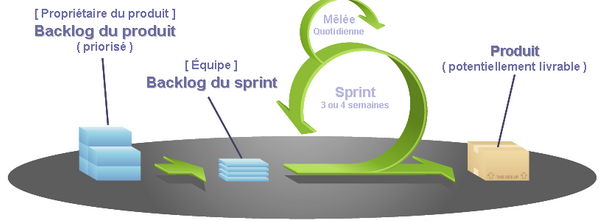 [ Propriétaire du produit ]
Backlog du produit
( priorisé )
[ Équipe ]
Backlog du sprint
Mêlée
Quotidienne
Sprint
3 ou 4 semaines
Produit
( potentiellement livrable )